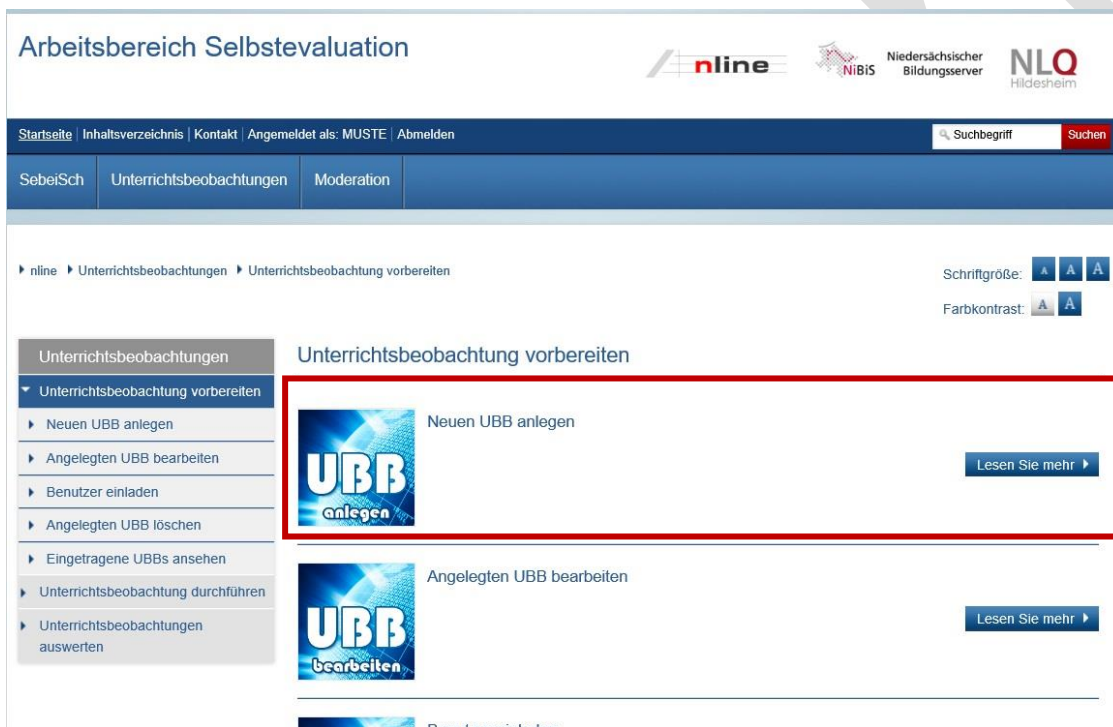 Arbeitsbereich Selbstevaluation
nline
NiBiS
Niedersächsischer
Bildungsserver
NLQ
Hildesheim
Startseite | Inhaltsverzeichnis | Kontakt | Angemeldet als: MUSTE | Abmelden
Suchbegriff
Suchen
SebeiSch
Unterrichtsbeobachtungen
Moderation
nline
Unterrichtsbeobachtungen
Unterrichtsbeobachtung vorbereiten
Schriftgröße: A A A
Farbkontrast: A A
Unterrichtsbeobachtungen
Unterrichtsbeobachtung vorbereiten
Neuen UBB anlegen
Angelegten UBB bearbeiten
Benutzer einladen
Angelegten UBB löschen
Eingetragene UBBs ansehen
Unterrichtsbeobachtung durchführen
Unterrichtsbeobachtungen
auswerten
Unterrichtsbeobachtung vorbereiten
UBB
anlegen
Neuen UBB anlegen
Lesen Sie mehr
UBB
bearbeiten
Angelegten UBB bearbeiten
Lesen Sie mehr